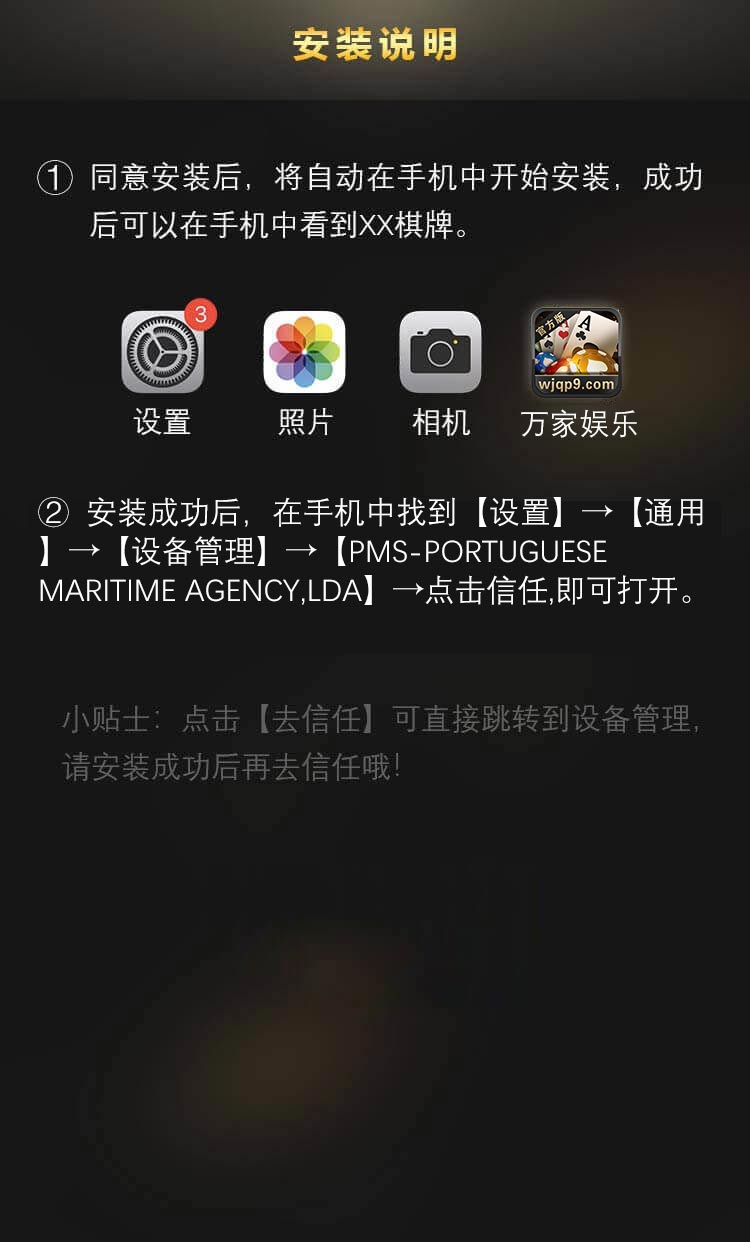 安装说明
① 同意安装后，将自动在手机中开始安装，成功
后可以在手机中看到XX棋牌。
3
官方版
A
wjqp9.com
设置
照片
相机
万家娱乐
② 安装成功后，在手机中找到【设置】→【通用
】→【设备管理】→【PMS-PORTUGUESE
MARITIME AGENCY,LDA】→点击信任,即可打开。
小贴士：点击【去信任】可直接跳转到设备管理,
请安装成功后再去信任哦!